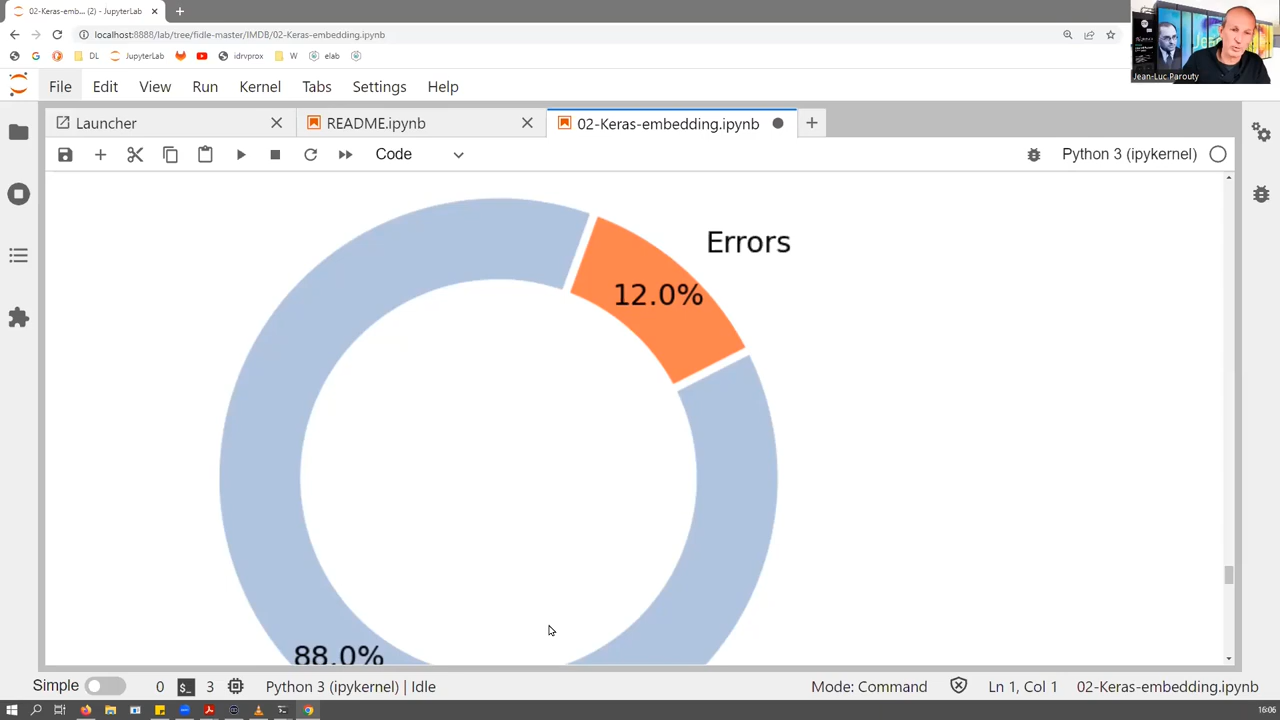 02-Keras-emb... (2) - JupyterLab
localhost:8888/lab/tree/fidle-master/IMDB/02-Keras-embedding.ipynb
DL JupyterLab idrvprox W elab
Jean-Luc Parouty
File Edit View Run Kernel Tabs Settings Help
Launcher README.ipynb 02-Keras-embedding.ipynb
Code Python 3 (ipykernel)
Errors
12.0%
88.0%
Simple 0 3 Python 3 (ipykernel) | Idle Mode: Command Ln 1, Col 1 02-Keras-embedding.ipynb
16:06